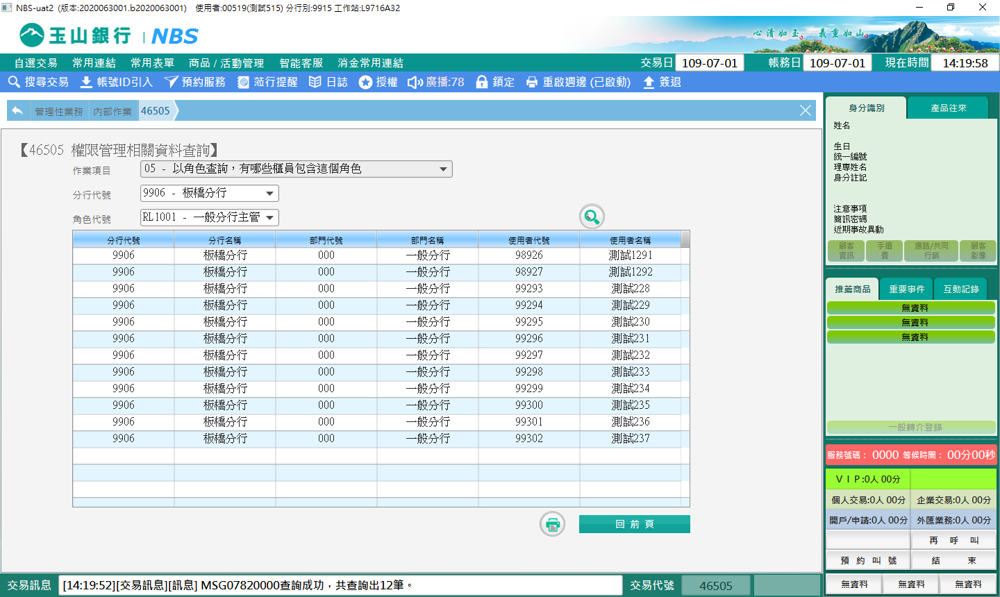 NBS-uat2 (版本:2020063001.b2020063001) 使用者:00519(測試515) 分行別:9915 工作站:L9716A32
玉山銀行 | NBS
心清如玉。 義重如山。
自選交易 常用連結 常用表單 商品 / 活動管理 智能客服 消金常用連結 交易日 109-07-01 帳務日 109-07-01 現在時間 14:19:58
搜尋交易 帳號ID引入 預約服務 蒞行提醒 日誌 授權 廣播:78 鎖定 重啟週邊 (已啟動) 簽退
管理性業務 內部作業 46505
【46505 權限管理相關資料查詢】
作業項目 05 - 以角色查詢，有哪些櫃員包含這個角色
分行代號 9906 - 板橋分行
角色代號 RL1001 - 一般分行主管
分行代號 分行名稱 部門代號 部門名稱 使用者代號 使用者名稱
9906 板橋分行 000 一般分行 98926 測試1291
9906 板橋分行 000 一般分行 98927 測試1292
9906 板橋分行 000 一般分行 99293 測試228
9906 板橋分行 000 一般分行 99294 測試229
9906 板橋分行 000 一般分行 99295 測試230
9906 板橋分行 000 一般分行 99296 測試231
9906 板橋分行 000 一般分行 99297 測試232
9906 板橋分行 000 一般分行 99298 測試233
9906 板橋分行 000 一般分行 99299 測試234
9906 板橋分行 000 一般分行 99300 測試235
9906 板橋分行 000 一般分行 99301 測試236
9906 板橋分行 000 一般分行 99302 測試237
回 前 頁
身分識別 產品往來
姓名
生日
統一編號
理專姓名
身分註記
注意事項
簡訊密碼
近期事故異動
顧客資訊 手續費 通路/共同行銷 顧客影像
推薦商品 重要事件 互動記錄
無資料
無資料
無資料
一般轉介登錄
服務號碼： 0000 等候時間： 00分00秒
ＶＩＰ:0人 00分
個人交易:0人 00分 企業交易:0人 00分
開戶/申請:0人 00分 外匯業務:0人 00分
再 呼 叫
預 約 叫 號 結 束
無資料 無資料 無資料
交易訊息 [14:19:52][交易訊息][訊息] MSG07820000查詢成功，共查詢出12筆。 交易代號 46505